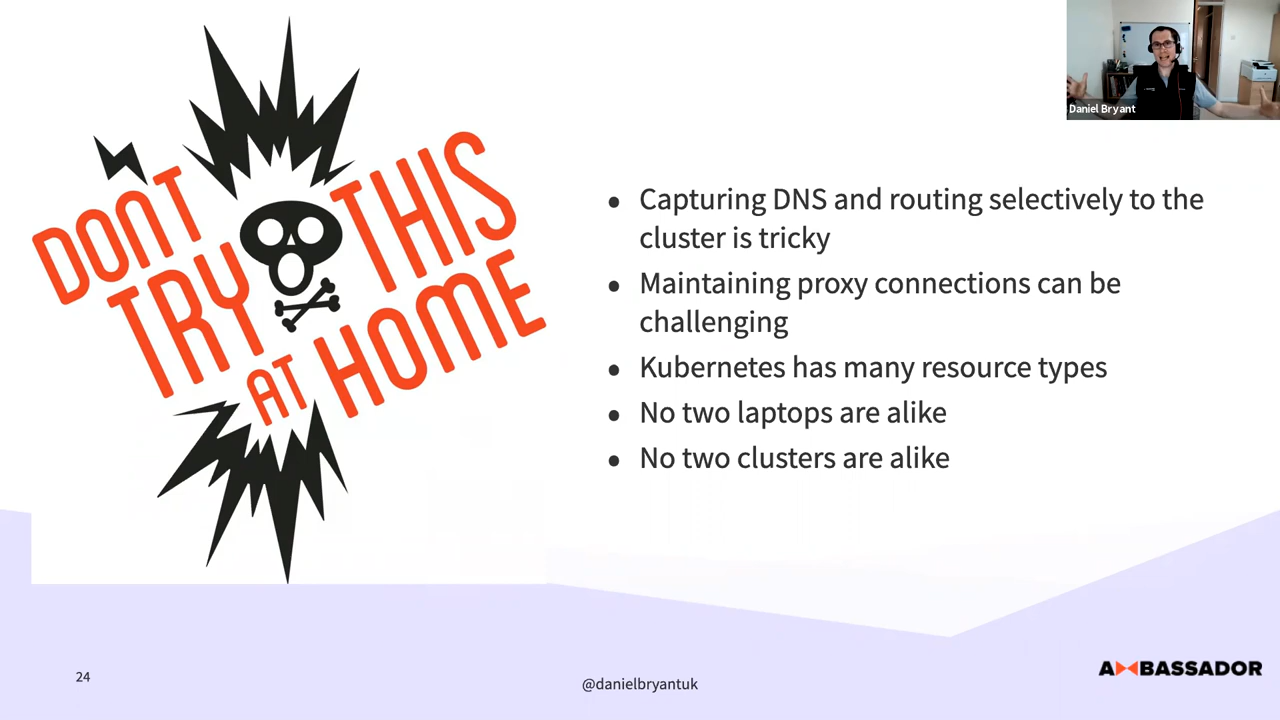 DONT
TRY THIS
AT HOME
Daniel Bryant
• Capturing DNS and routing selectively to the
cluster is tricky
• Maintaining proxy connections can be
challenging
• Kubernetes has many resource types
• No two laptops are alike
• No two clusters are alike
24
@danielbryantuk
AMBASSADOR